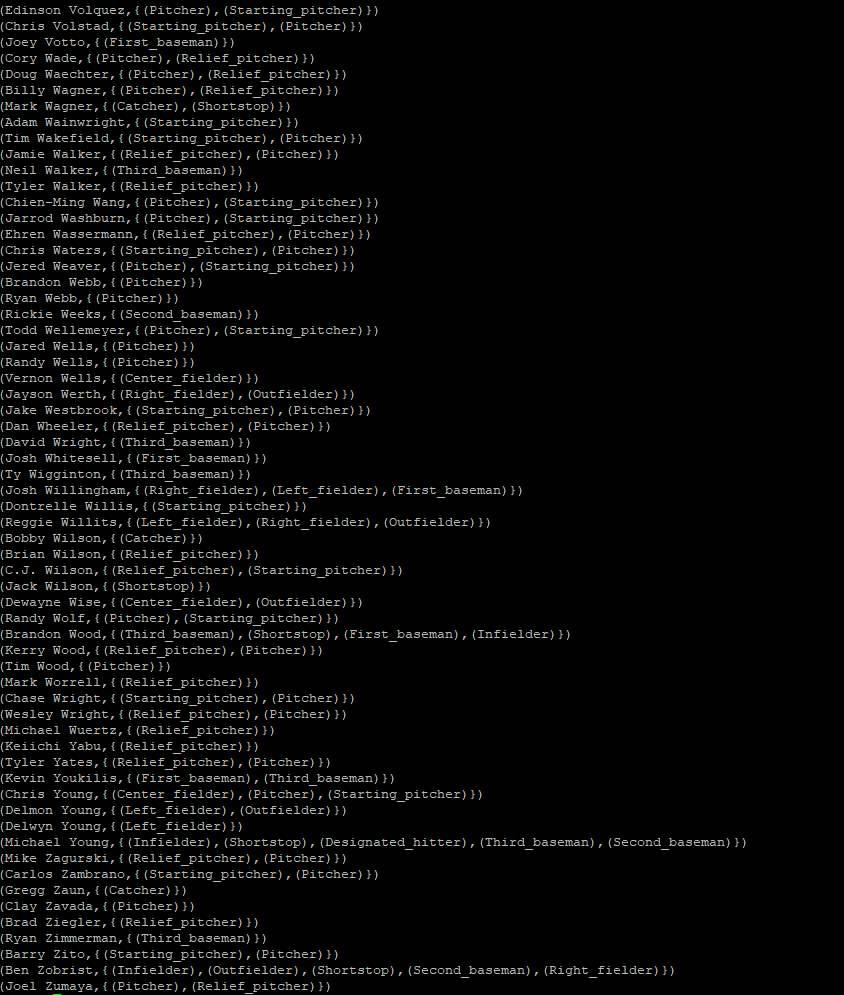 (Edinson Volquez,{(Pitcher),(Starting_pitcher)})
(Chris Volstad,{(Starting_pitcher),(Pitcher)})
(Joey Votto,{(First_baseman)})
(Cory Wade,{(Pitcher),(Relief_pitcher)})
(Doug Waechter,{(Pitcher),(Relief_pitcher)})
(Billy Wagner,{(Pitcher),(Relief_pitcher)})
(Mark Wagner,{(Catcher),(Shortstop)})
(Adam Wainwright,{(Starting_pitcher)})
(Tim Wakefield,{(Starting_pitcher),(Pitcher)})
(Jamie Walker,{(Relief_pitcher),(Pitcher)})
(Neil Walker,{(Third_baseman)})
(Tyler Walker,{(Relief_pitcher)})
(Chien-Ming Wang,{(Pitcher),(Starting_pitcher)})
(Jarrod Washburn,{(Pitcher),(Starting_pitcher)})
(Ehren Wassermann,{(Relief_pitcher),(Pitcher)})
(Chris Waters,{(Starting_pitcher),(Pitcher)})
(Jered Weaver,{(Pitcher),(Starting_pitcher)})
(Brandon Webb,{(Pitcher)})
(Ryan Webb,{(Pitcher)})
(Rickie Weeks,{(Second_baseman)})
(Todd Wellemeyer,{(Pitcher),(Starting_pitcher)})
(Jared Wells,{(Pitcher)})
(Randy Wells,{(Pitcher)})
(Vernon Wells,{(Center_fielder)})
(Jayson Werth,{(Right_fielder),(Outfielder)})
(Jake Westbrook,{(Starting_pitcher),(Pitcher)})
(Dan Wheeler,{(Relief_pitcher),(Pitcher)})
(David Wright,{(Third_baseman)})
(Josh Whitesell,{(First_baseman)})
(Ty Wigginton,{(Third_baseman)})
(Josh Willingham,{(Right_fielder),(Left_fielder),(First_baseman)})
(Dontrelle Willis,{(Starting_pitcher)})
(Reggie Willits,{(Left_fielder),(Right_fielder),(Outfielder)})
(Bobby Wilson,{(Catcher)})
(Brian Wilson,{(Relief_pitcher)})
(C.J. Wilson,{(Relief_pitcher),(Starting_pitcher)})
(Jack Wilson,{(Shortstop)})
(Dewayne Wise,{(Center_fielder),(Outfielder)})
(Randy Wolf,{(Pitcher),(Starting_pitcher)})
(Brandon Wood,{(Third_baseman),(Shortstop),(First_baseman),(Infielder)})
(Kerry Wood,{(Relief_pitcher),(Pitcher)})
(Tim Wood,{(Pitcher)})
(Mark Worrell,{(Relief_pitcher)})
(Chase Wright,{(Starting_pitcher),(Pitcher)})
(Wesley Wright,{(Relief_pitcher),(Pitcher)})
(Michael Wuertz,{(Relief_pitcher)})
(Keiichi Yabu,{(Relief_pitcher)})
(Tyler Yates,{(Relief_pitcher),(Pitcher)})
(Kevin Youkilis,{(First_baseman),(Third_baseman)})
(Chris Young,{(Center_fielder),(Pitcher),(Starting_pitcher)})
(Delmon Young,{(Left_fielder),(Outfielder)})
(Delwyn Young,{(Left_fielder)})
(Michael Young,{(Infielder),(Shortstop),(Designated_hitter),(Third_baseman),(Second_baseman)})
(Mike Zagurski,{(Relief_pitcher),(Pitcher)})
(Carlos Zambrano,{(Starting_pitcher),(Pitcher)})
(Gregg Zaun,{(Catcher)})
(Clay Zavada,{(Pitcher)})
(Brad Ziegler,{(Relief_pitcher)})
(Ryan Zimmerman,{(Third_baseman)})
(Barry Zito,{(Starting_pitcher),(Pitcher)})
(Ben Zobrist,{(Infielder),(Outfielder),(Shortstop),(Second_baseman),(Right_fielder)})
(Joel Zumaya,{(Pitcher),(Relief_pitcher)})